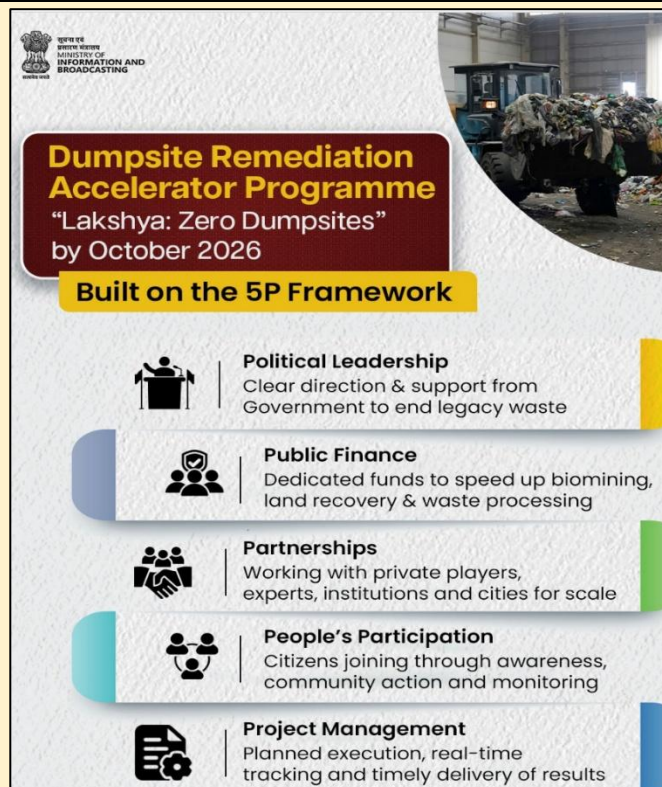 सूचना एवं
प्रसारण मंत्रालय
MINISTRY OF
INFORMATION AND
BROADCASTING
सत्यमेव जयते
Dumpsite Remediation
Accelerator Programme
“Lakshya: Zero Dumpsites”
by October 2026
Built on the 5P Framework
Political Leadership
Clear direction & support from
Government to end legacy waste
Public Finance
Dedicated funds to speed up biomining,
land recovery & waste processing
Partnerships
Working with private players,
experts, institutions and cities for scale
People’s Participation
Citizens joining through awareness,
community action and monitoring
Project Management
Planned execution, real-time
tracking and timely delivery of results